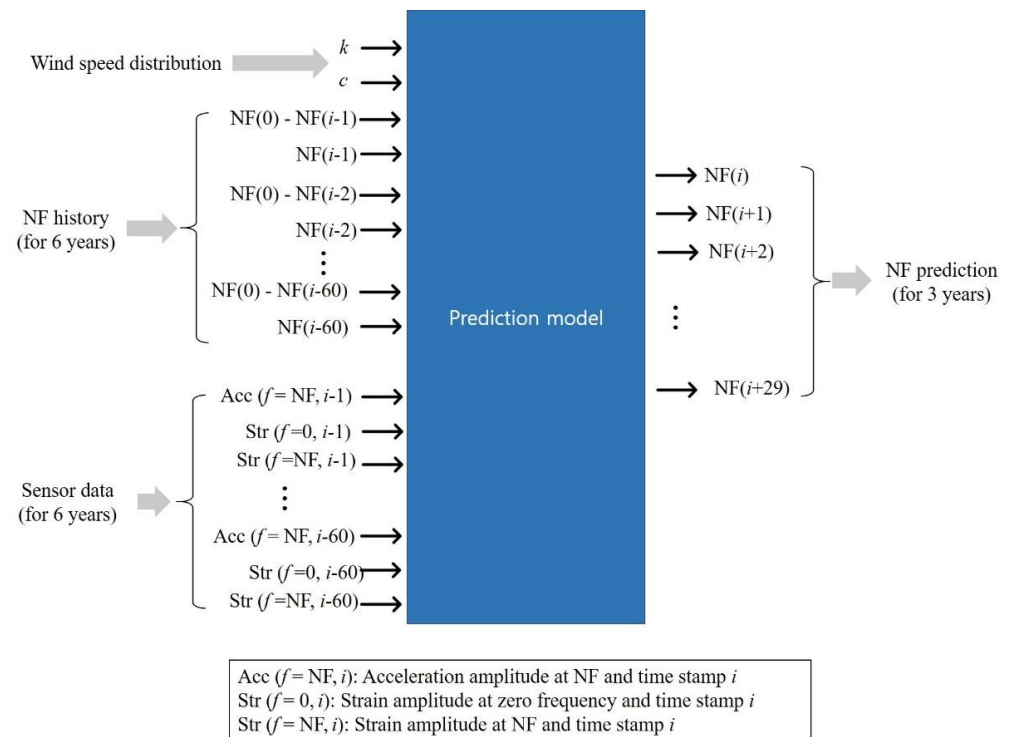 Wind speed distribution
k
c
NF(0) - NF(i-1)
NF(i-1)
NF(0) - NF(i-2)
NF(i-2)
⋮
NF(0) - NF(i-60)
NF(i-60)
NF history
(for 6 years)
Acc (f = NF, i-1)
Str (f=0, i-1)
Str (f=NF, i-1)
⋮
Acc (f = NF, i-60)
Str (f=0, i-60)
Str (f=NF, i-60)
Sensor data
(for 6 years)
Prediction model
NF(i)
NF(i+1)
NF(i+2)
⋮
NF(i+29)
NF prediction
(for 3 years)
Acc (f = NF, i): Acceleration amplitude at NF and time stamp i
Str (f = 0, i): Strain amplitude at zero frequency and time stamp i
Str (f = NF, i): Strain amplitude at NF and time stamp i